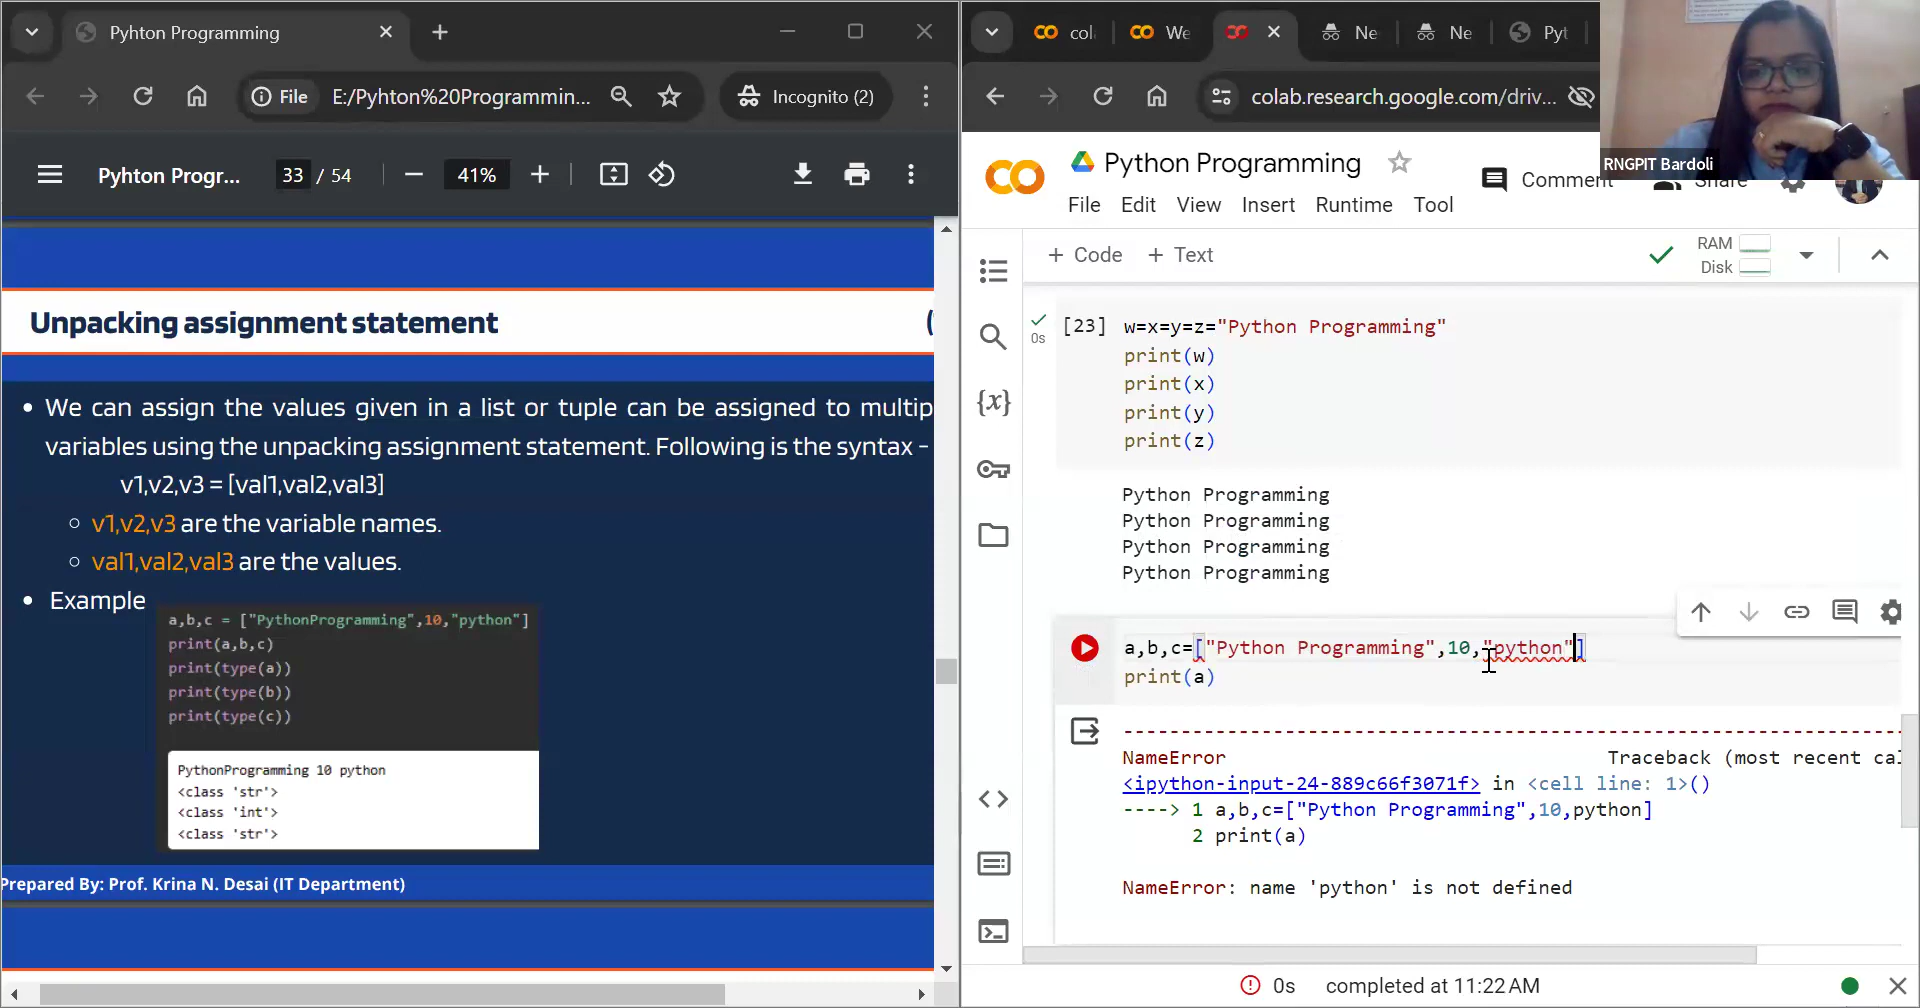 Pyhton Programming
File
E:/Pyhton%20Programmin...
Incognito (2)
Pyhton Progr...
33 / 54
41%
Unpacking assignment statement
(
We can assign the values given in a list or tuple can be assigned to multip
variables using the unpacking assignment statement. Following is the syntax -
v1,v2,v3 = [val1,val2,val3]
v1,v2,v3 are the variable names.
val1,val2,val3 are the values.
Example
a,b,c = ["PythonProgramming",10,"python"]
print(a,b,c)
print(type(a))
print(type(b))
print(type(c))
PythonProgramming 10 python
<class 'str'>
<class 'int'>
<class 'str'>
Prepared By: Prof. Krina N. Desai (IT Department)
col
We
Ne
Ne
Pyt
colab.research.google.com/driv...
RNGPIT Bardoli
Python Programming
Comment
Share
File Edit View Insert Runtime Tool
+ Code + Text
RAM
Disk
0s
[23] w=x=y=z="Python Programming"
print(w)
print(x)
print(y)
print(z)
Python Programming
Python Programming
Python Programming
Python Programming
a,b,c=["Python Programming",10,"python"]
print(a)
NameError Traceback (most recent cal
<ipython-input-24-889c66f3071f> in <cell line: 1>()
----> 1 a,b,c=["Python Programming",10,python]
2 print(a)
NameError: name 'python' is not defined
0s completed at 11:22 AM